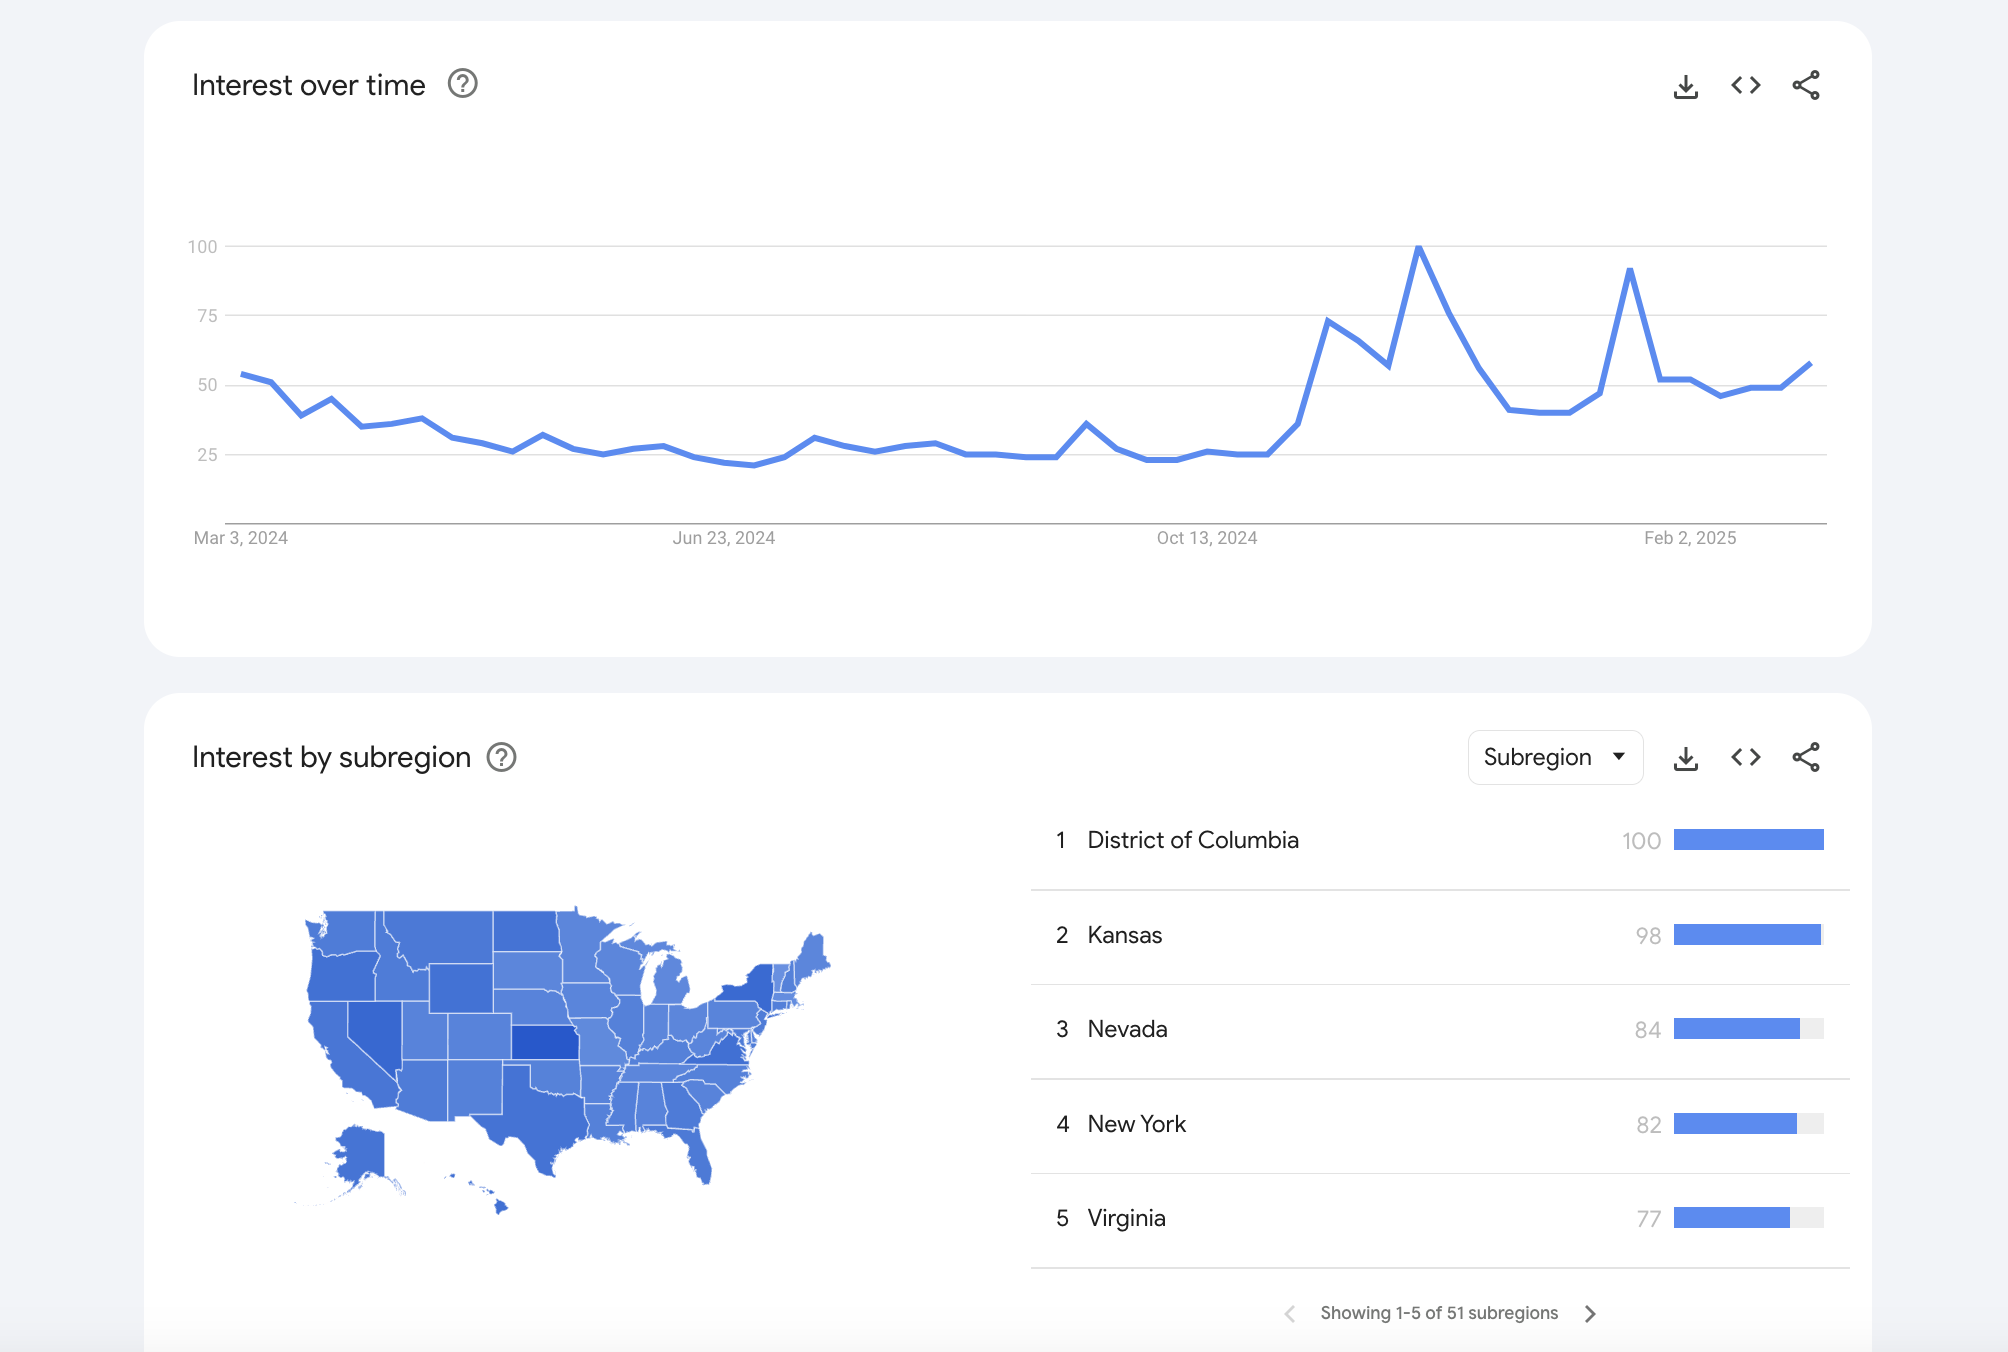 Interest over time
100
75
50
25
Mar 3, 2024 Jun 23, 2024 Oct 13, 2024 Feb 2, 2025
Interest by subregion
Subregion
1 District of Columbia 100
2 Kansas 98
3 Nevada 84
4 New York 82
5 Virginia 77
Showing 1-5 of 51 subregions